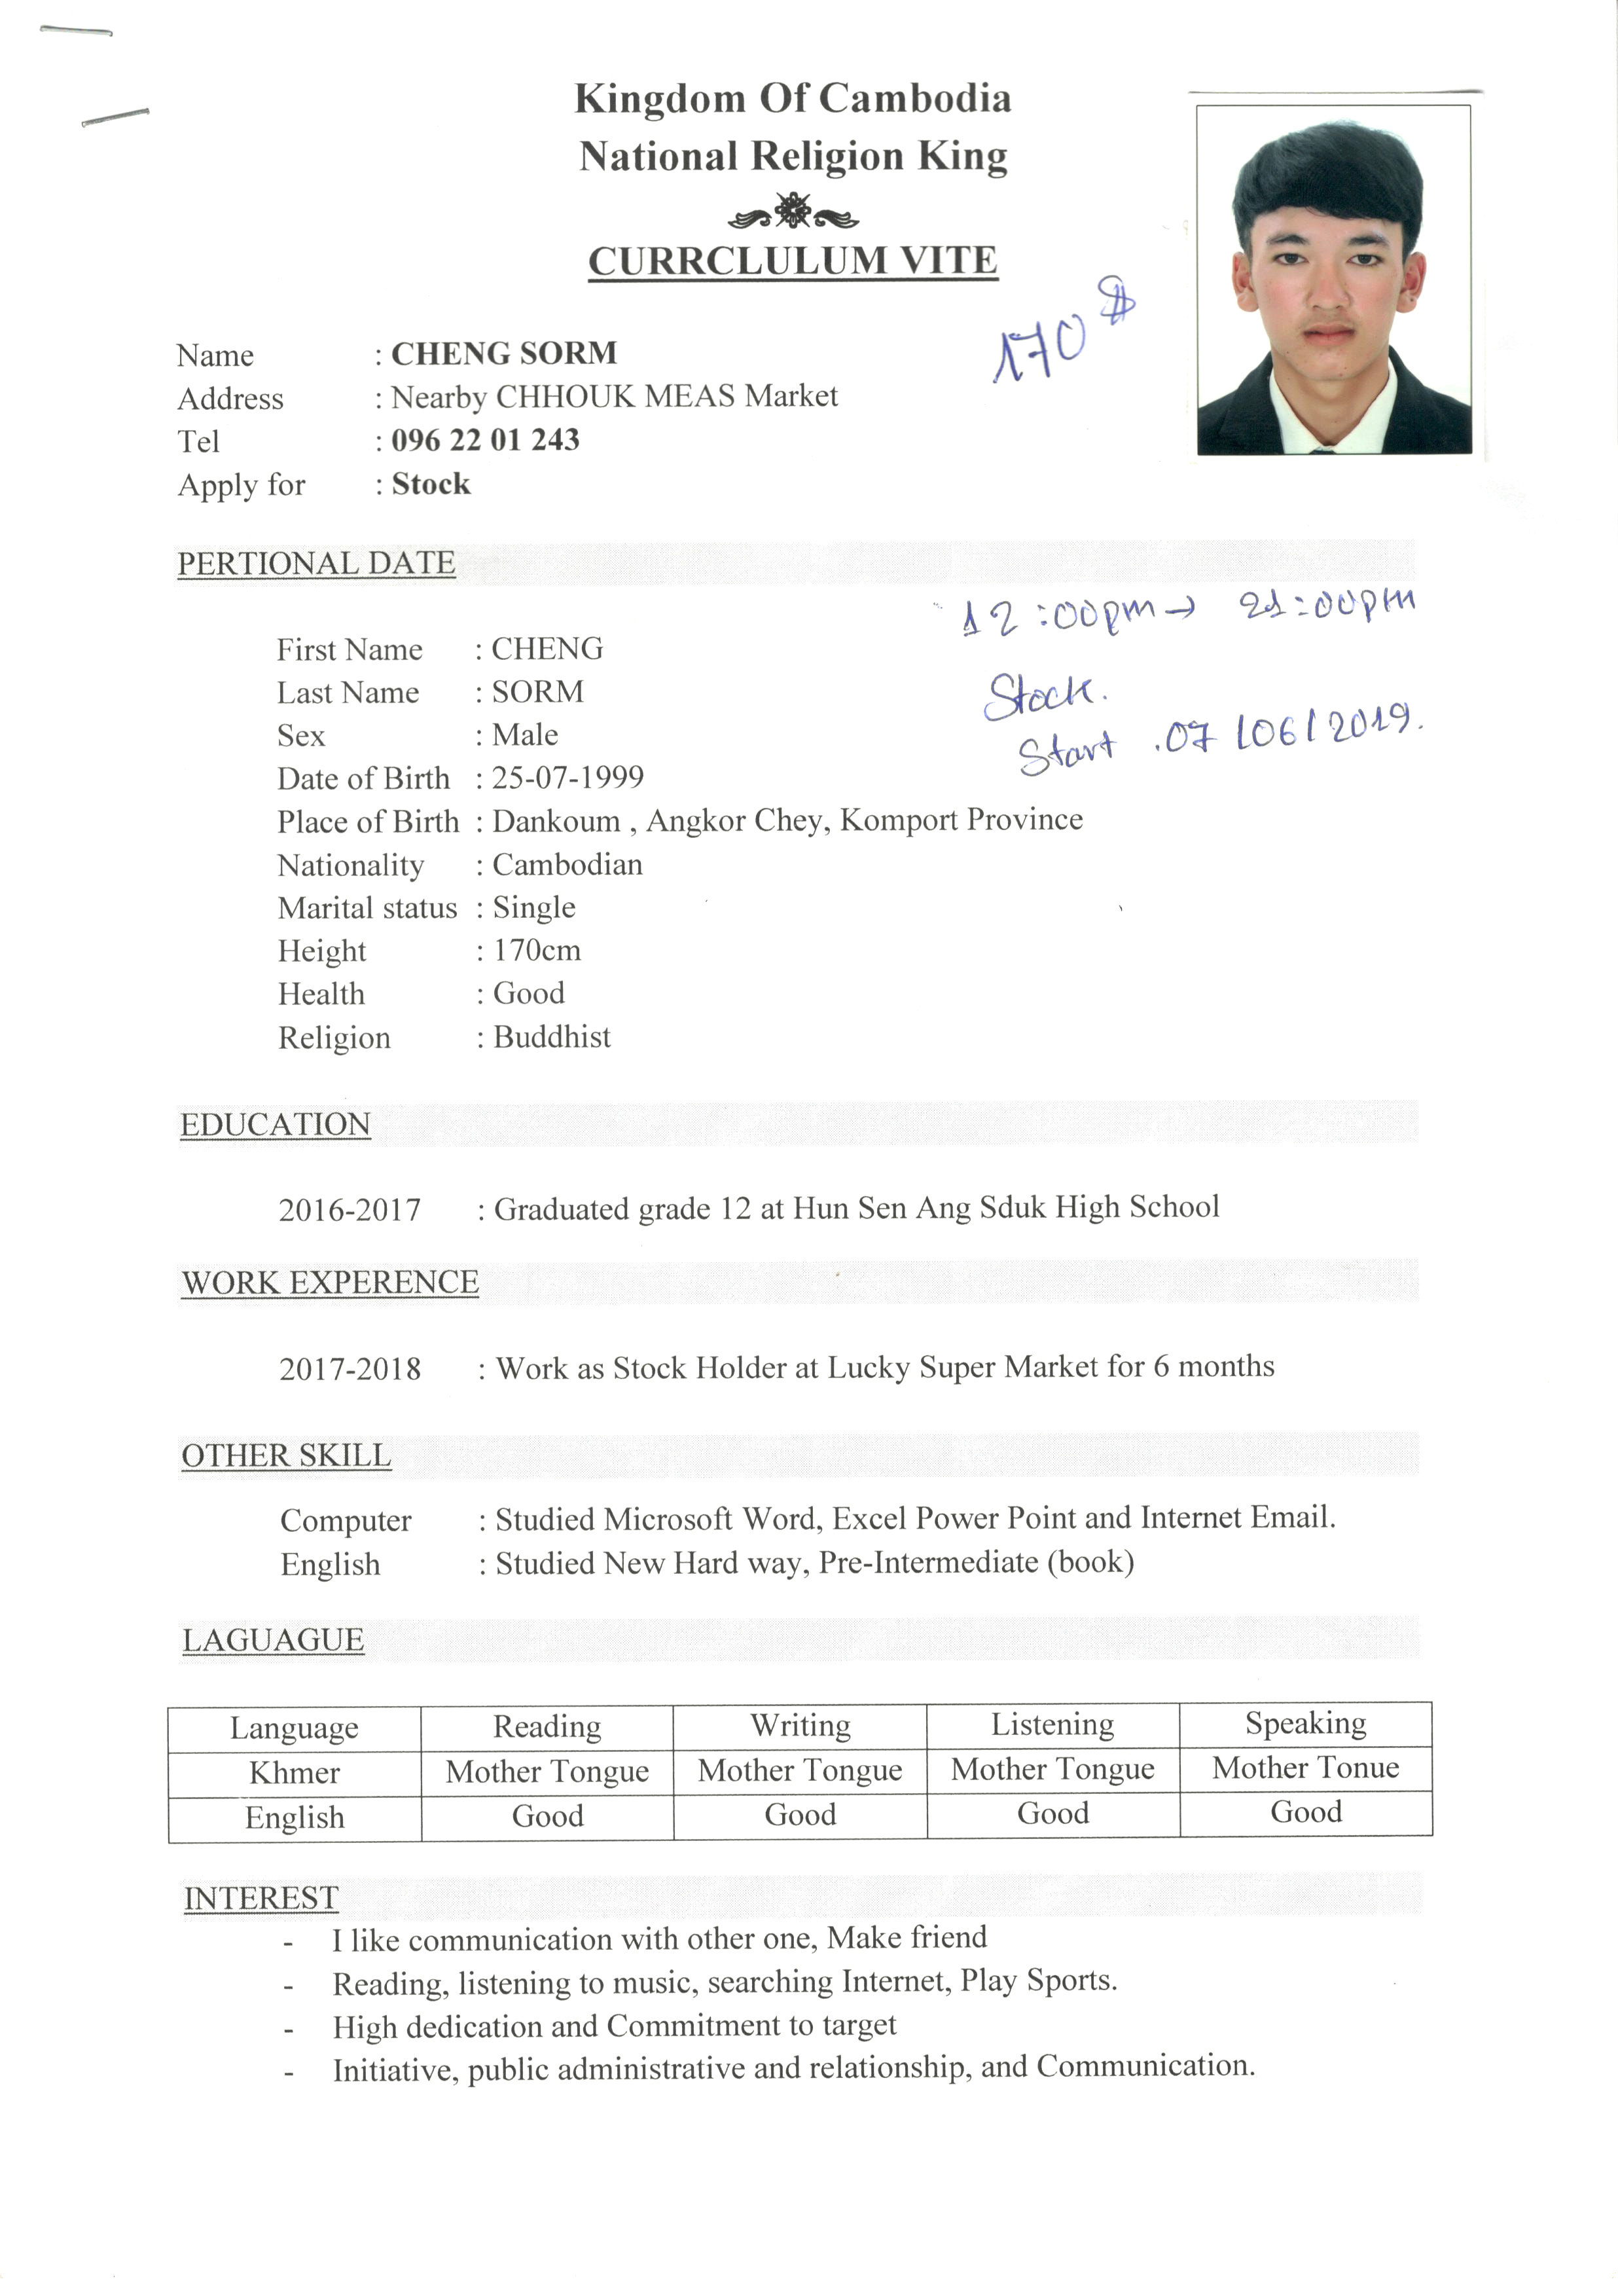 Kingdom Of Cambodia
National Religion King
CURRCLULUM VITE
170$
Name : CHENG SORM
Address : Nearby CHHOUK MEAS Market
Tel : 096 22 01 243
Apply for : Stock
PERTIONAL DATE
12:00pm → 21:00pm
First Name : CHENG
Last Name : SORM
Stock.
Sex : Male
Start .07/06/2019.
Date of Birth : 25-07-1999
Place of Birth : Dankoum , Angkor Chey, Komport Province
Nationality : Cambodian
Marital status : Single
Height : 170cm
Health : Good
Religion : Buddhist
EDUCATION
2016-2017 : Graduated grade 12 at Hun Sen Ang Sduk High School
WORK EXPERENCE
2017-2018 : Work as Stock Holder at Lucky Super Market for 6 months
OTHER SKILL
Computer : Studied Microsoft Word, Excel Power Point and Internet Email.
English : Studied New Hard way, Pre-Intermediate (book)
LAGUAGUE
Language Reading Writing Listening Speaking
Khmer Mother Tongue Mother Tongue Mother Tongue Mother Tonue
English Good Good Good Good
INTEREST
- I like communication with other one, Make friend
- Reading, listening to music, searching Internet, Play Sports.
- High dedication and Commitment to target
- Initiative, public administrative and relationship, and Communication.